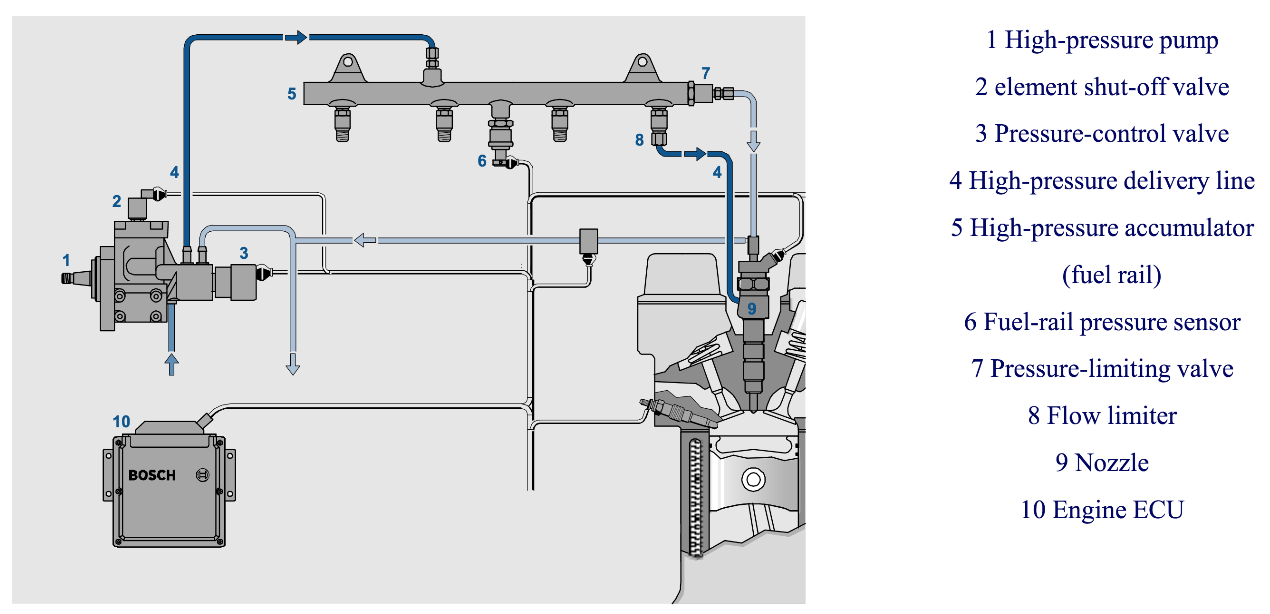 7
5
8
4
6
4
2
3
1
9
10
BOSCH
1 High-pressure pump
2 element shut-off valve
3 Pressure-control valve
4 High-pressure delivery line
5 High-pressure accumulator
(fuel rail)
6 Fuel-rail pressure sensor
7 Pressure-limiting valve
8 Flow limiter
9 Nozzle
10 Engine ECU